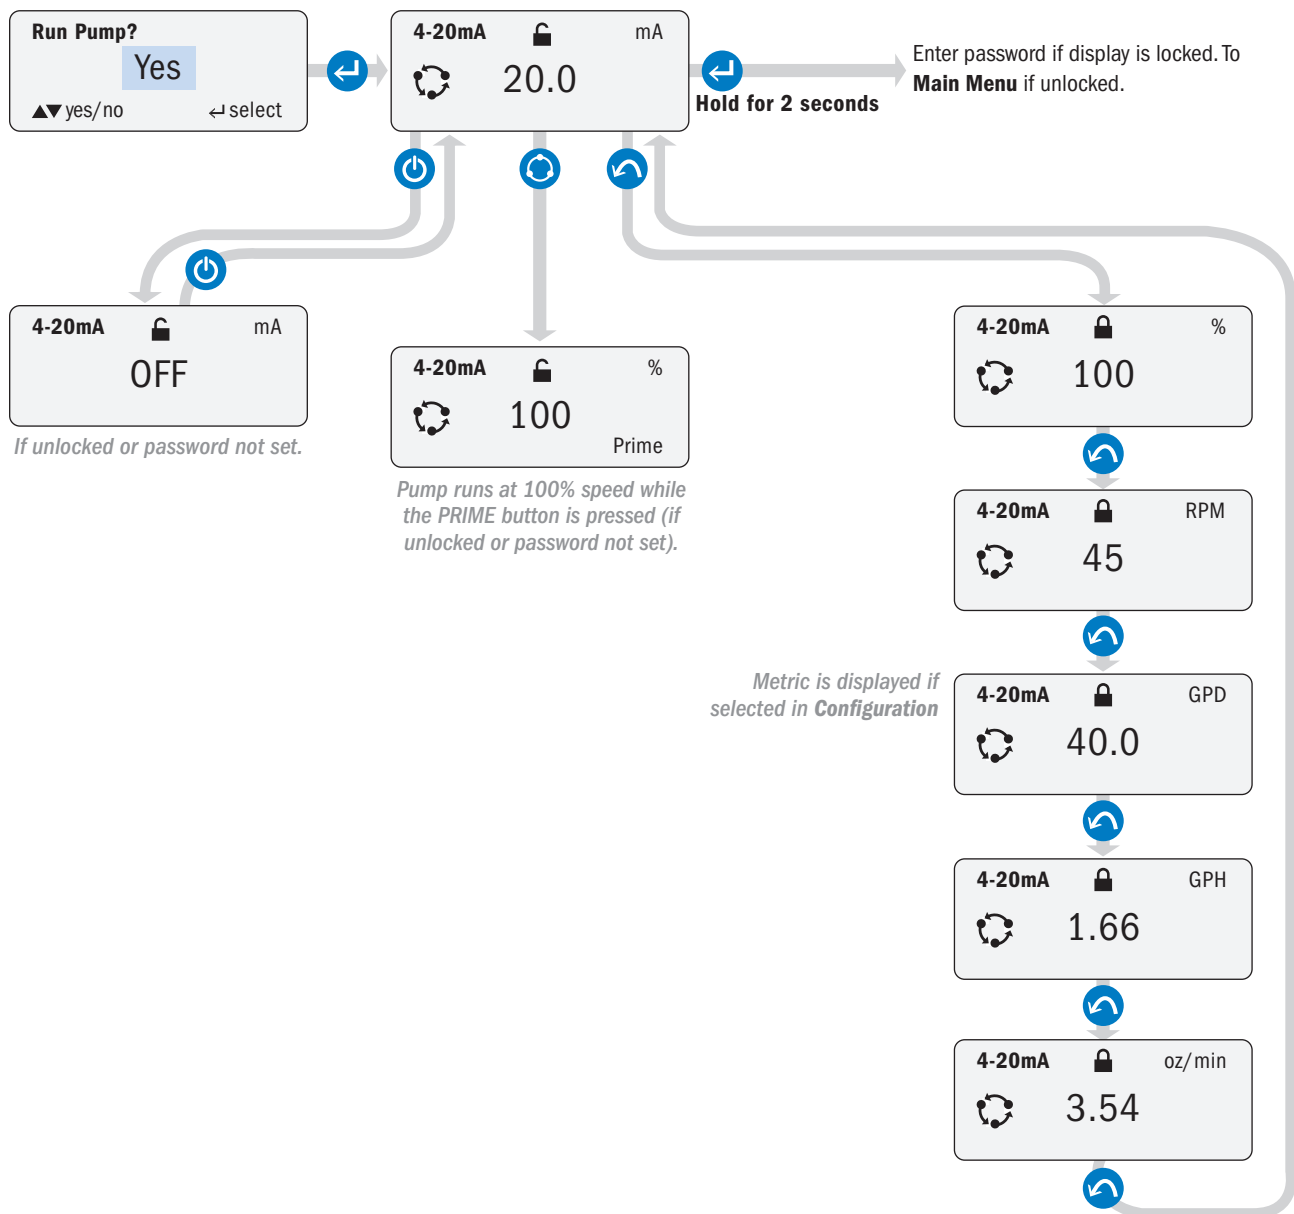 Run Pump?
Yes
▲▼ yes/no ↵ select
4-20mA mA
20.0
Hold for 2 seconds
Enter password if display is locked. To
Main Menu if unlocked.
4-20mA mA
OFF
If unlocked or password not set.
4-20mA %
100
Prime
Pump runs at 100% speed while
the PRIME button is pressed (if
unlocked or password not set).
4-20mA %
100
4-20mA RPM
45
Metric is displayed if
selected in Configuration
4-20mA GPD
40.0
4-20mA GPH
1.66
4-20mA oz/min
3.54